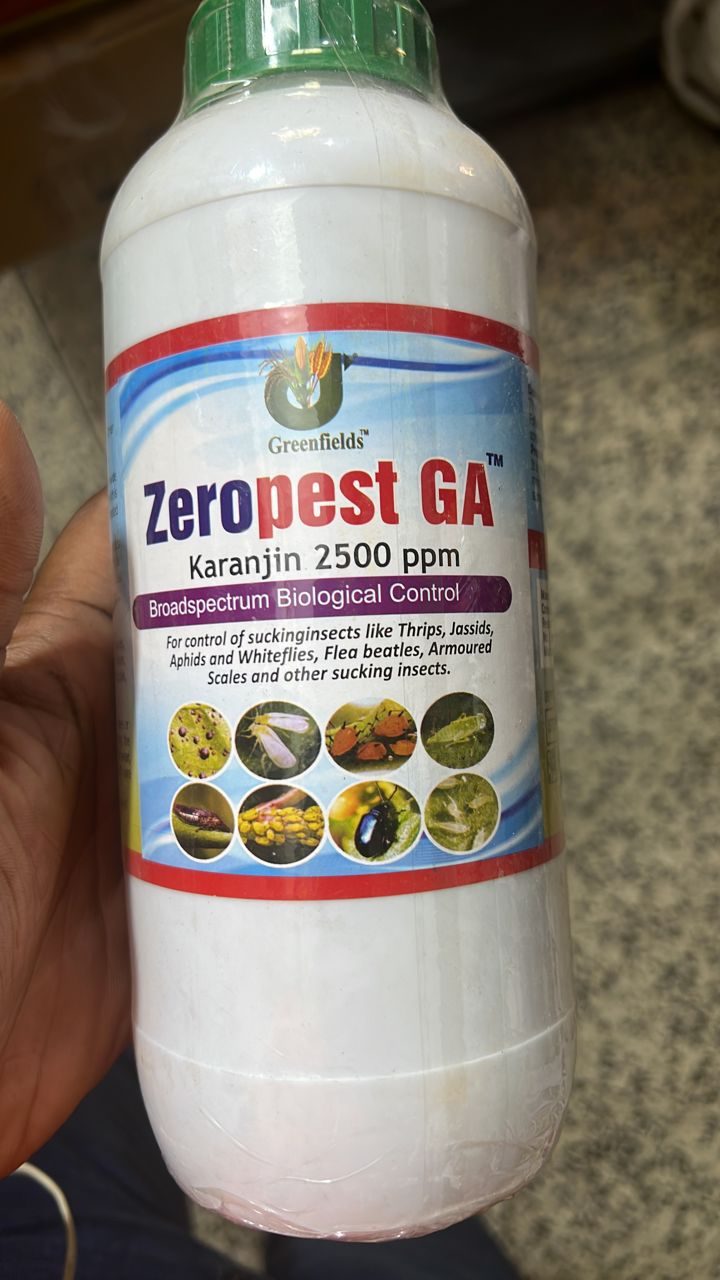 Greenfields™
Zeropest GA™
Karanjin 2500 ppm
Broadspectrum Biological Control
For control of suckinginsects like Thrips, Jassids,
Aphids and Whiteflies, Flea beatles, Armoured
Scales and other sucking insects.